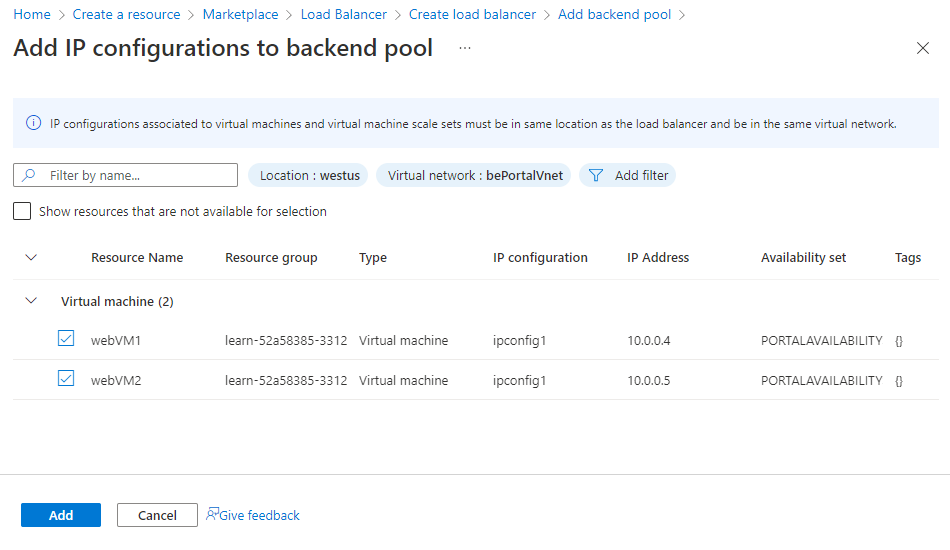 Home > Create a resource > Marketplace > Load Balancer > Create load balancer > Add backend pool >
Add IP configurations to backend pool ...
IP configurations associated to virtual machines and virtual machine scale sets must be in same location as the load balancer and be in the same virtual network.
Filter by name... Location : westus Virtual network : bePortalVnet Add filter
Show resources that are not available for selection
Resource Name Resource group Type IP configuration IP Address Availability set Tags
Virtual machine (2)
webVM1 learn-52a58385-3312 Virtual machine ipconfig1 10.0.0.4 PORTALAVAILABILITY {}
webVM2 learn-52a58385-3312 Virtual machine ipconfig1 10.0.0.5 PORTALAVAILABILITY {}
Add Cancel Give feedback